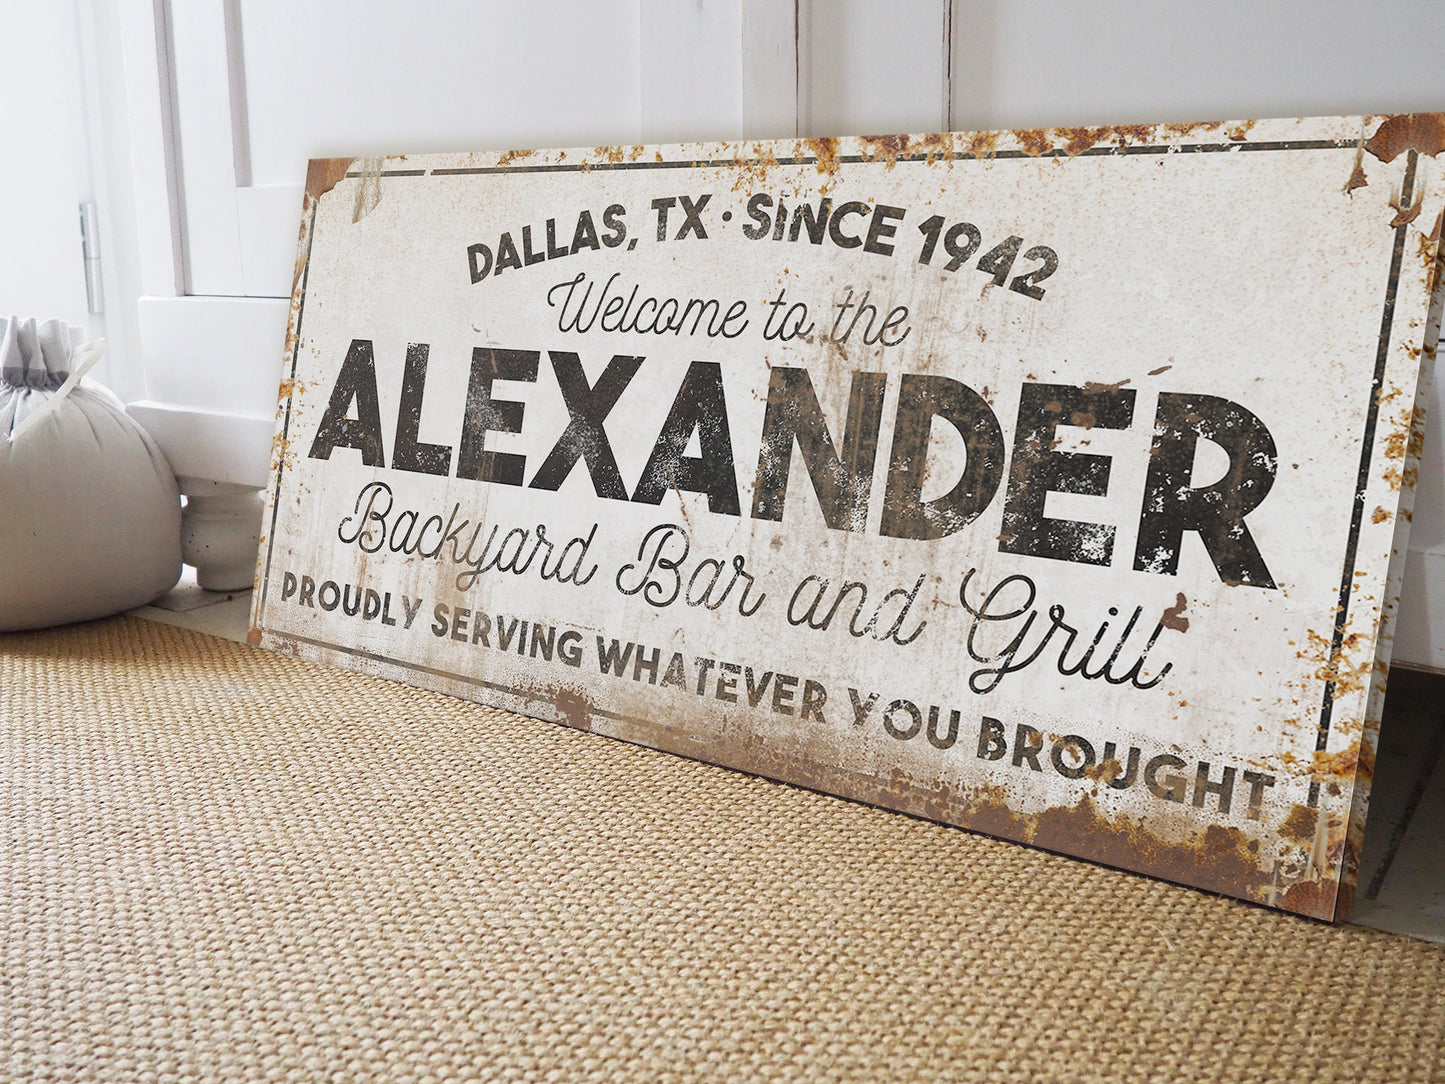 DALLAS, TX · SINCE 1942
Welcome to the
ALEXANDER
Backyard Bar and Grill
PROUDLY SERVING WHATEVER YOU BROUGHT